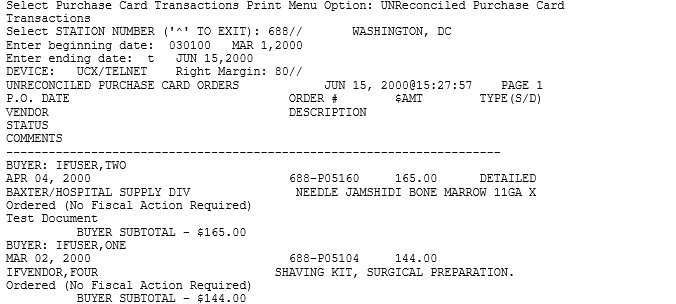 Select Purchase Card Transactions Print Menu Option: UNReconciled Purchase Card
Transactions
Select STATION NUMBER ('^' TO EXIT): 688//       WASHINGTON, DC
Enter beginning date:  030100   MAR 1,2000
Enter ending date:  t   JUN 15,2000
DEVICE:   UCX/TELNET    Right Margin: 80//
UNRECONCILED PURCHASE CARD ORDERS            JUN 15, 2000@15:27:57    PAGE 1
P.O. DATE                               ORDER #        $AMT        TYPE(S/D)
VENDOR                                  DESCRIPTION
STATUS
COMMENTS
----------------------------------------------------------------------
BUYER: IFUSER,TWO
APR 04, 2000                            688-P05160     165.00      DETAILED
BAXTER/HOSPITAL SUPPLY DIV               NEEDLE JAMSHIDI BONE MARROW 11GA X
Ordered (No Fiscal Action Required)
Test Document
          BUYER SUBTOTAL - $165.00
BUYER: IFUSER,ONE
MAR 02, 2000                            688-P05104     144.00
IFVENDOR,FOUR                         SHAVING KIT, SURGICAL PREPARATION.
Ordered (No Fiscal Action Required)
          BUYER SUBTOTAL - $144.00